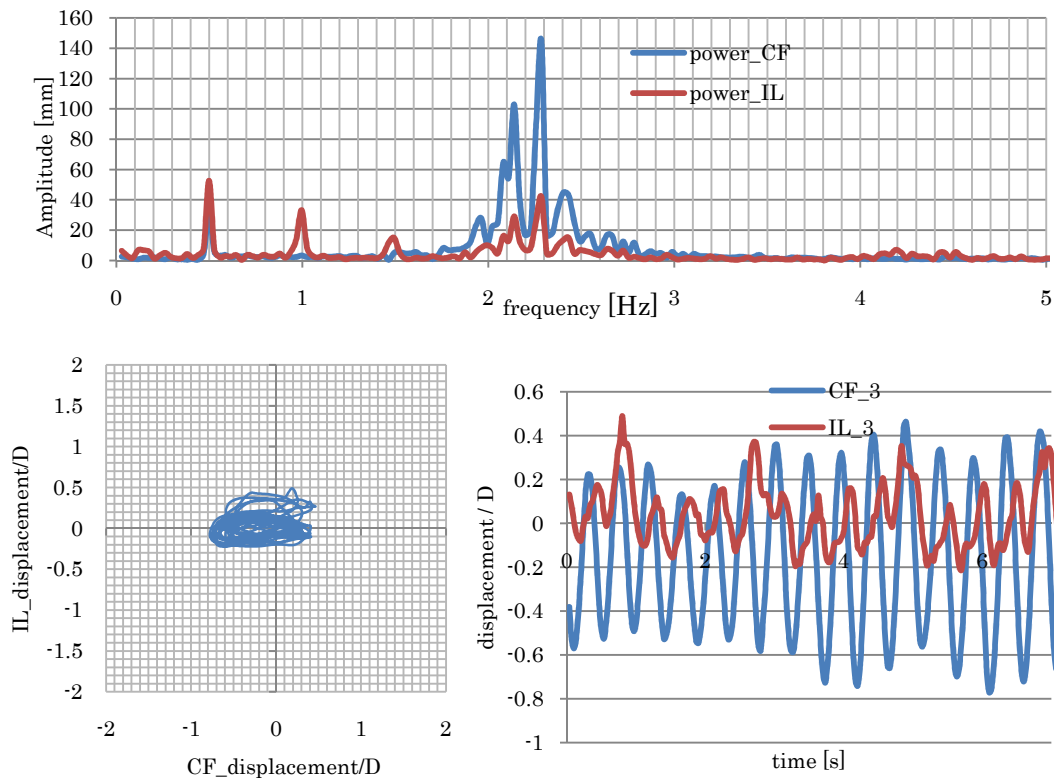 160
140
120
100
80
60
40
20
0
Amplitude [mm]
power_CF
power_IL
0 1 2 3 4 5
frequency [Hz]
2
1.5
1
0.5
0
-0.5
-1
-1.5
-2
IL_displacement/D
-2 -1 0 1 2
CF_displacement/D
0.6
0.4
0.2
0
-0.2
-0.4
-0.6
-0.8
-1
displacement / D
CF_3
IL_3
0 2 4 6
time [s]